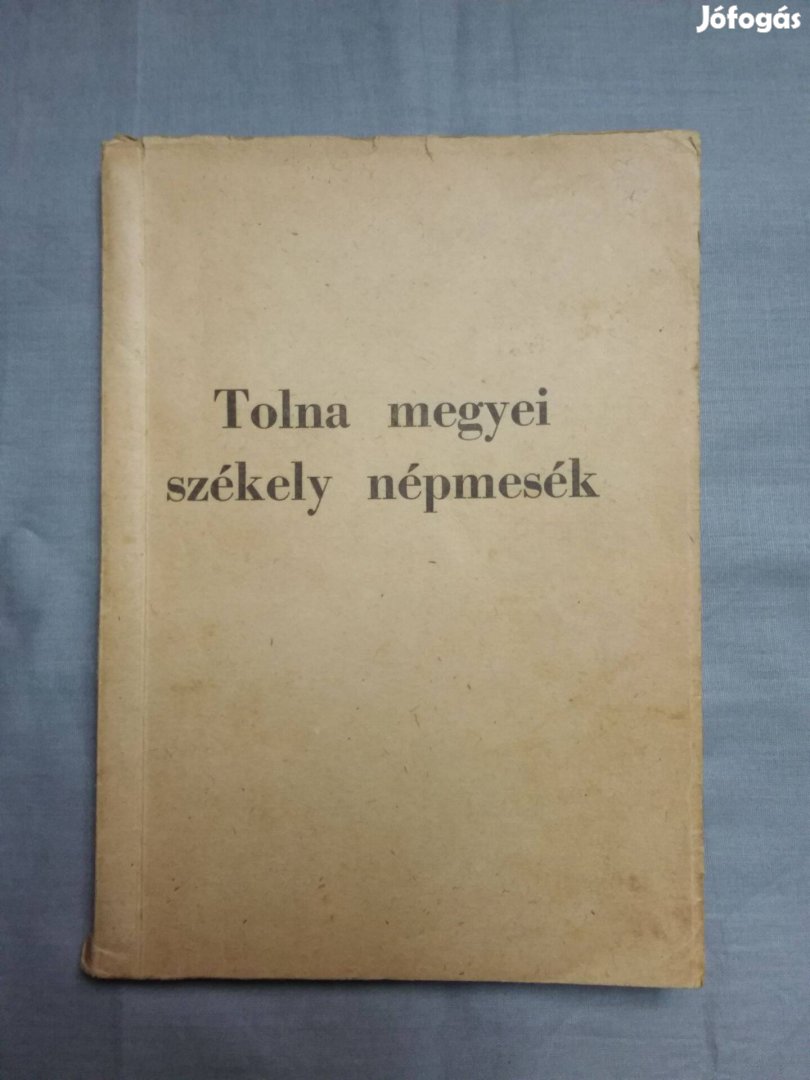 Jófogás
Tolna megyei
székely népmesék